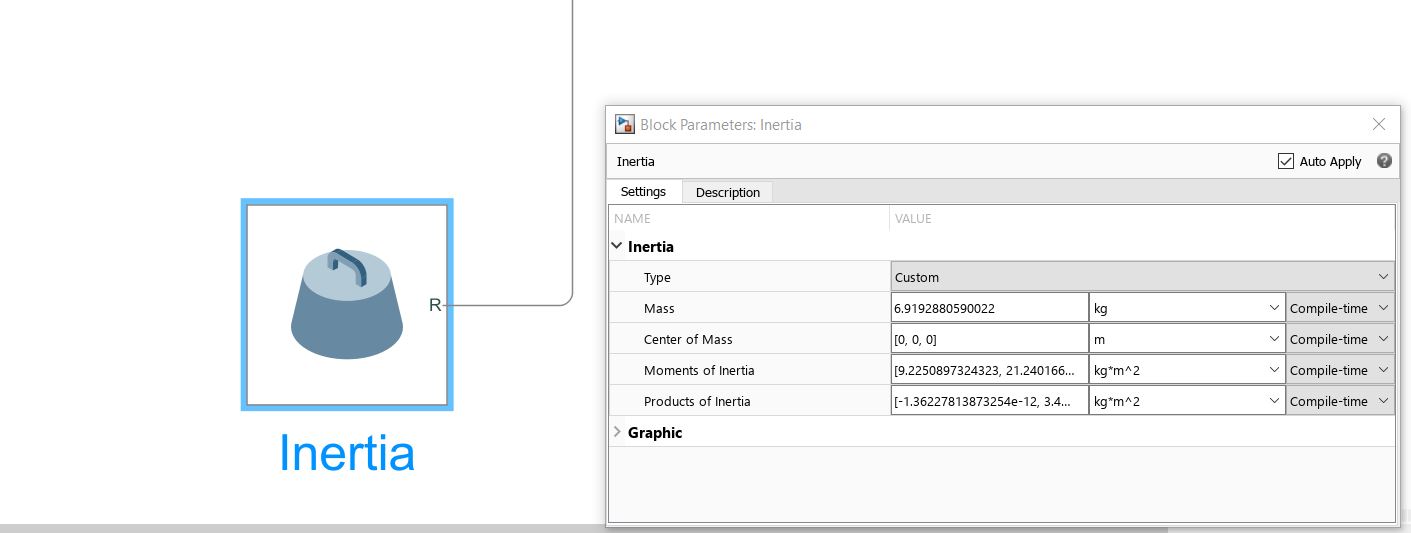 Block Parameters: Inertia
Inertia Auto Apply ?
Settings Description
NAME VALUE
Inertia
Type Custom
Mass 6.9192880590022 kg Compile-time
Center of Mass [0, 0, 0] m Compile-time
Moments of Inertia [9.2250897324323, 21.240166... kg*m^2 Compile-time
Products of Inertia [-1.36227813873254e-12, 3.4... kg*m^2 Compile-time
Graphic
R
Inertia